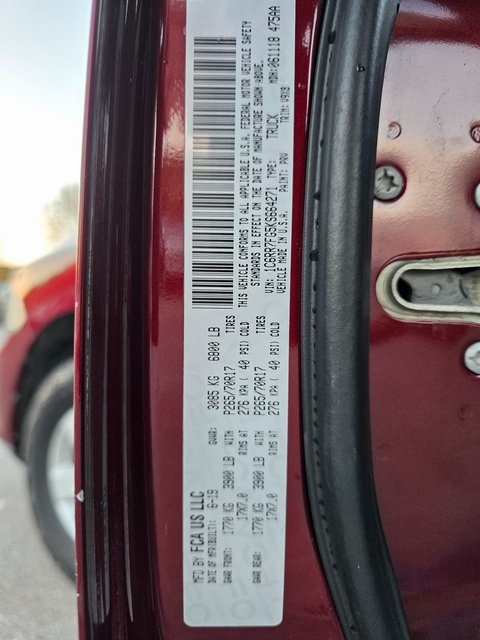 MFD BY FCA US LLC
DATE OF MFR(BUILT): 6-19 GVWR: 3085 KG 6800 LB
GAWR FRONT: 1770 KG 3900 LB WITH P265/70R17 TIRES
17X7.0 RIMS AT 276 KPA ( 40 PSI) COLD
GAWR REAR: 1770 KG 3900 LB WITH P265/70R17 TIRES
17X7.0 RIMS AT 276 KPA ( 40 PSI) COLD
THIS VEHICLE CONFORMS TO ALL APPLICABLE U.S.A. FEDERAL MOTOR VEHICLE SAFETY
STANDARDS IN EFFECT ON THE DATE OF MANUFACTURE SHOWN ABOVE.
VIN: 1C6RR7FG5KS664271 TYPE: TRUCK MDH: 061118 475AA
VEHICLE MADE IN U.S.A. PAINT: PRV TRIM: V9X8